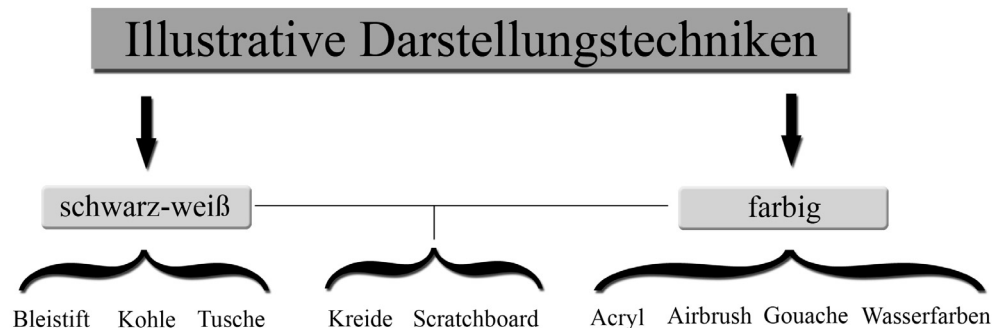 Illustrative Darstellungstechniken
schwarz-weiß farbig
Bleistift Kohle Tusche Kreide Scratchboard Acryl Airbrush Gouache Wasserfarben